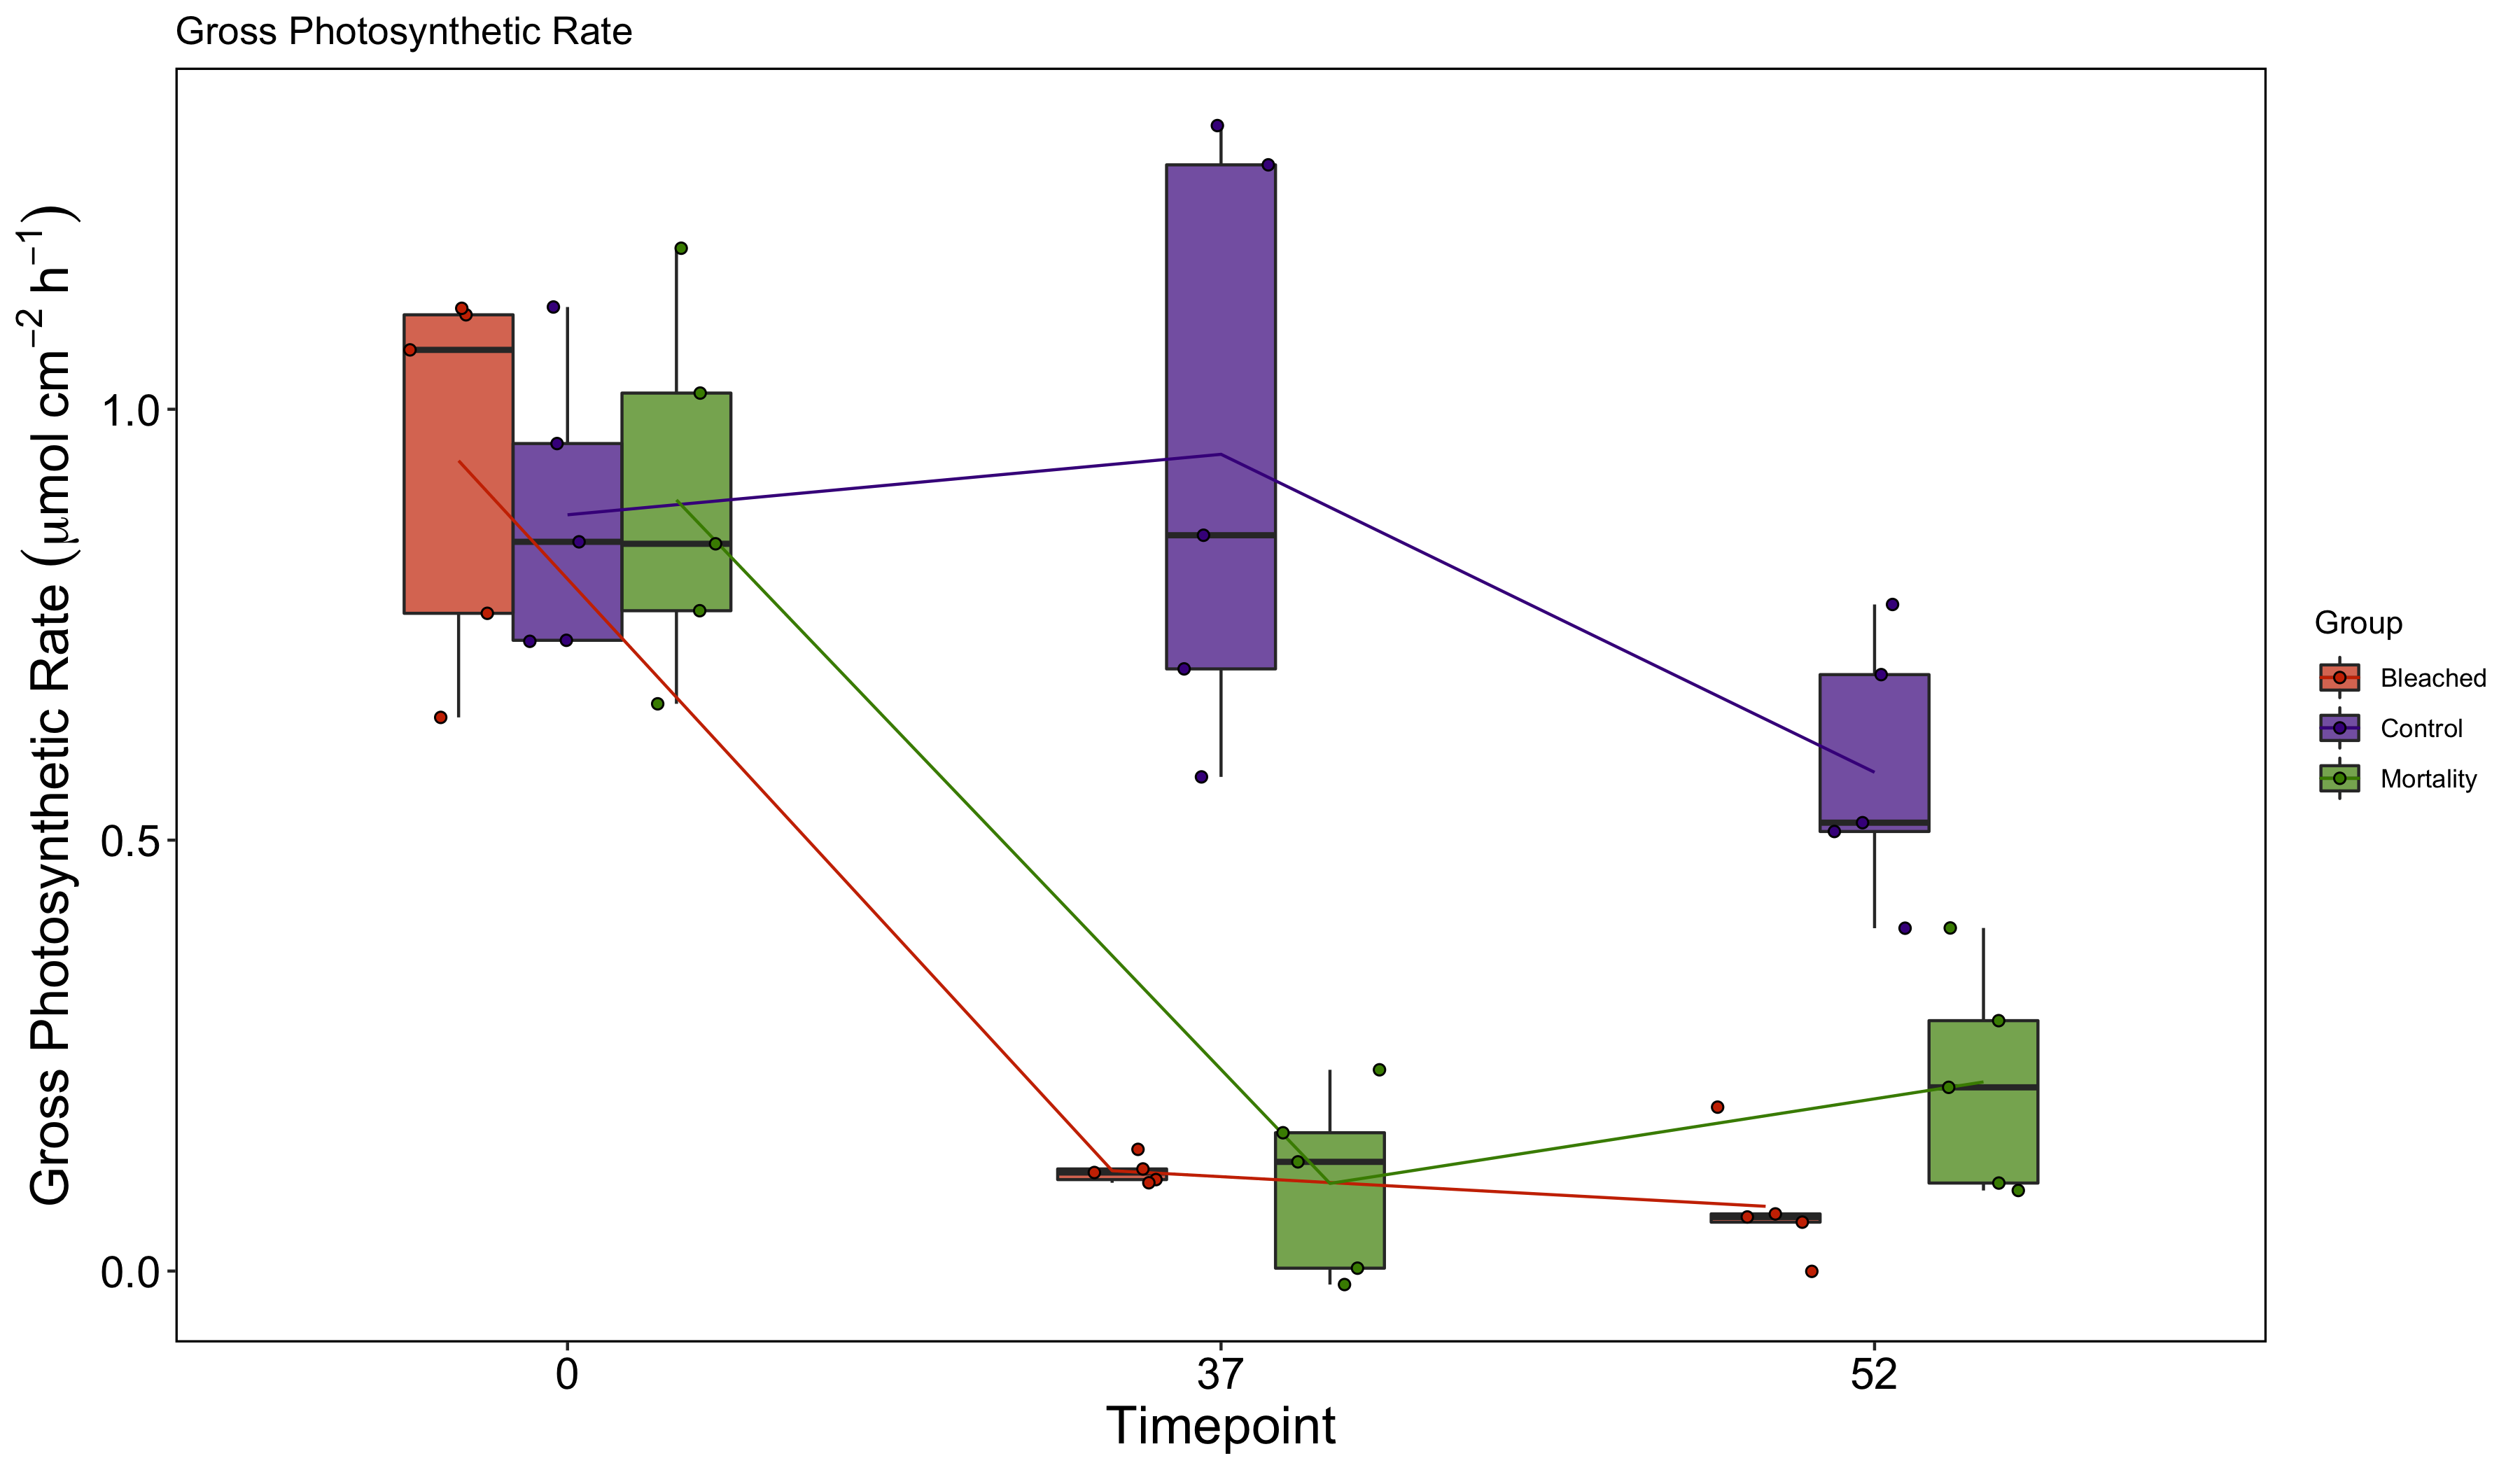 Gross Photosynthetic Rate
Gross Photosynthetic Rate (μmol cm⁻² h⁻¹)
1.0
0.5
0.0
0 37 52
Timepoint
Group
Bleached
Control
Mortality